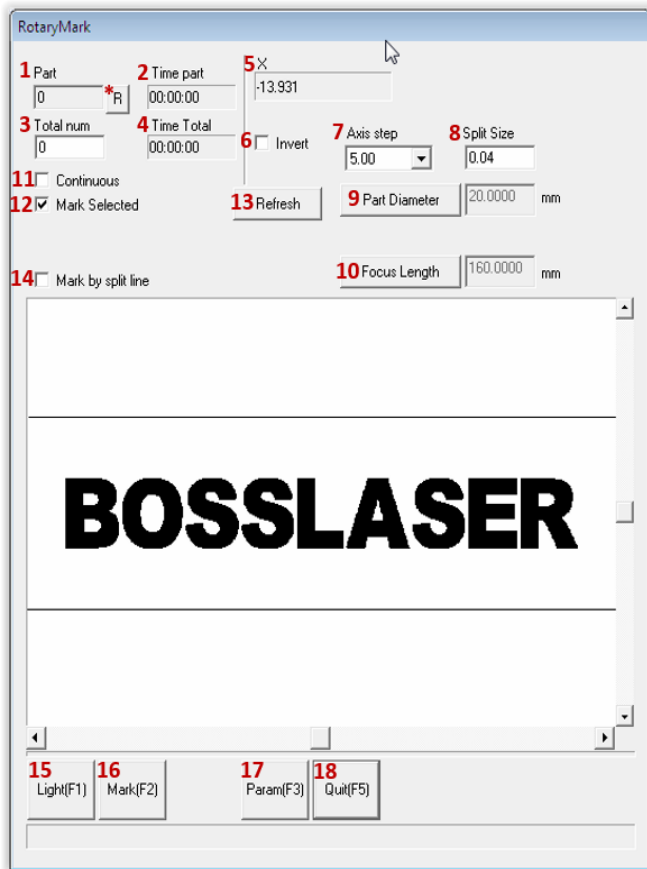 RotaryMark
1 Part 2 Time part 5 X
0 *R 00:00:00 -13.931
3 Total num 4 Time Total 7 Axis step 8 Split Size
0 00:00:00 6 Invert 5.00 0.04
11 Continuous
12 Mark Selected 13 Refresh 9 Part Diameter 20.0000 mm
14 Mark by split line 10 Focus Length 160.0000 mm
BOSSLASER
15 16 17 18
Light(F1) Mark(F2) Param(F3) Quit(F5)